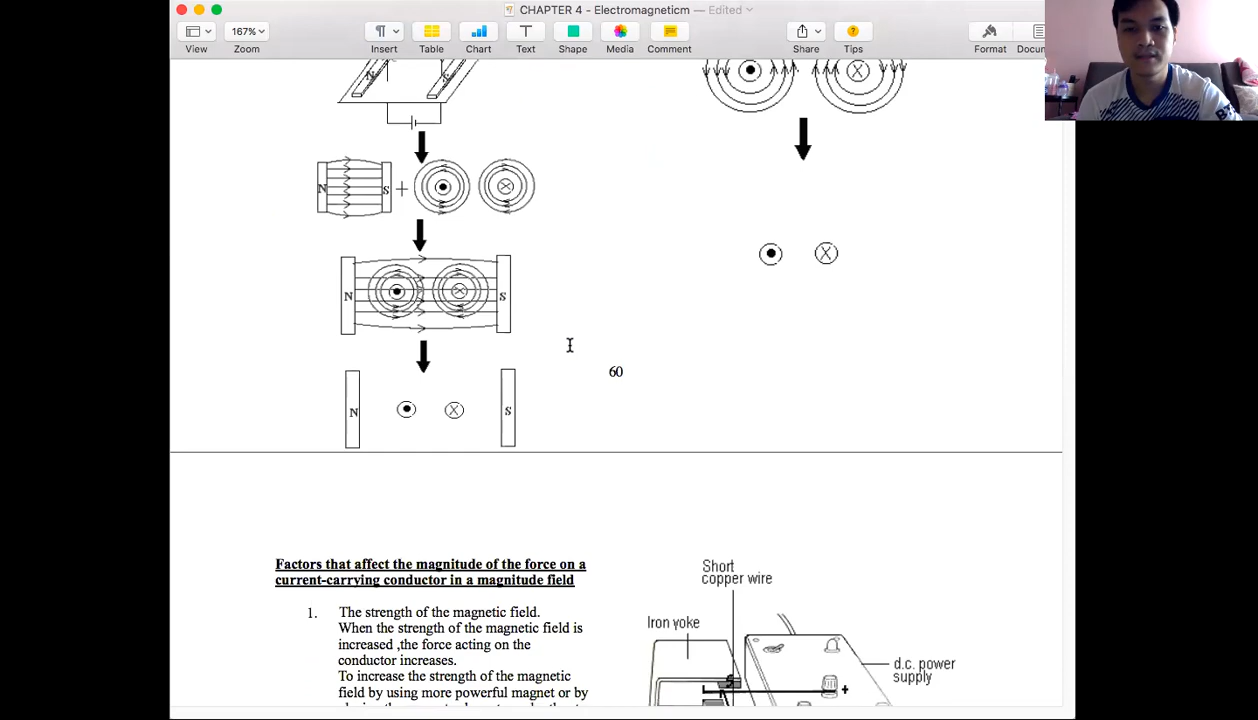 CHAPTER 4 - Electromagneticm — Edited
167%
View
Zoom
Insert
Table
Chart
Text
Shape
Media
Comment
Share
Tips
Format
N S
N S
N S
60
N S
Factors that affect the magnitude of the force on a
current-carrying conductor in a magnitude field
1. The strength of the magnetic field.
When the strength of the magnetic field is
increased ,the force acting on the
conductor increases.
To increase the strength of the magnetic
field by using more powerful magnet or by
Short
copper wire
Iron yoke
d.c. power
supply
+